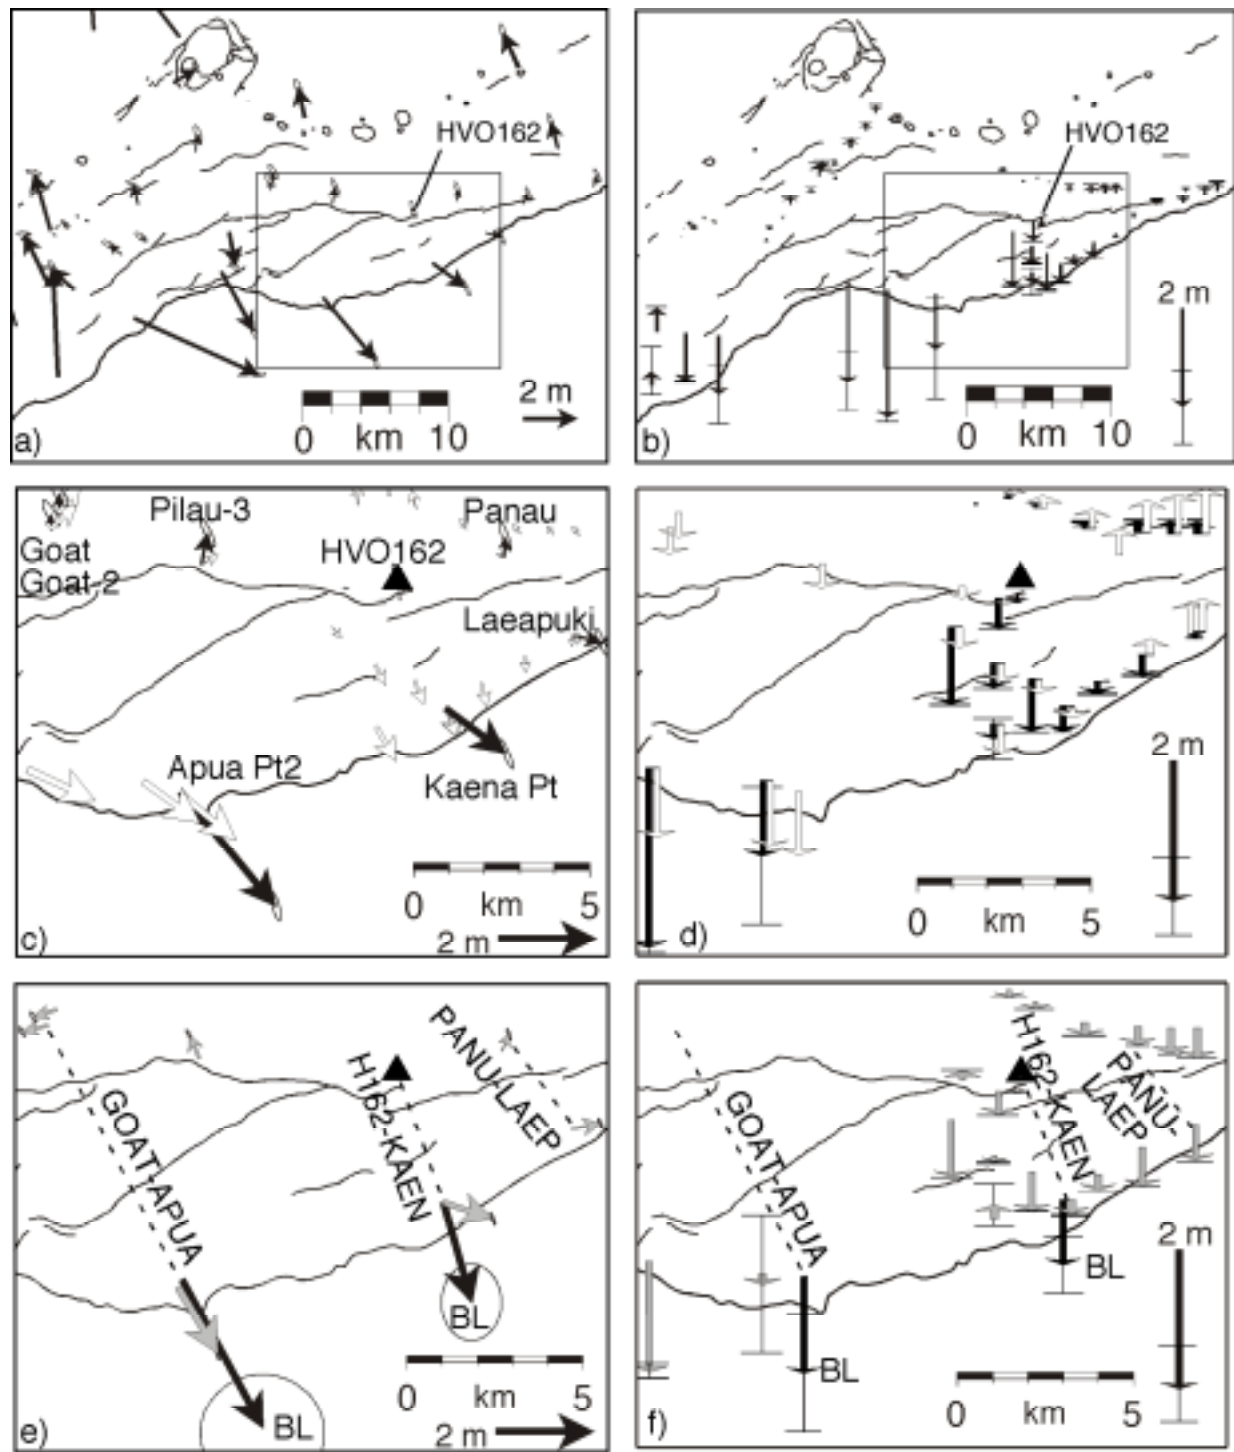 HVO162
2 m
0 km 10
a)
HVO162
2 m
0 km 10
b)
Pilau-3
Panau
Goat
HVO162
Goat 2
Laeapuki
Apua Pt2
Kaena Pt
0 km 5
2 m
c)
2 m
0 km 5
d)
PANU-LAEP
H162-KAEN
GOAT-APUA
BL
0 km 5
BL
2 m
e)
H162-KAEN
PANU-
LAEP
GOAT-APUA
2 m
BL
BL
0 km 5
f)